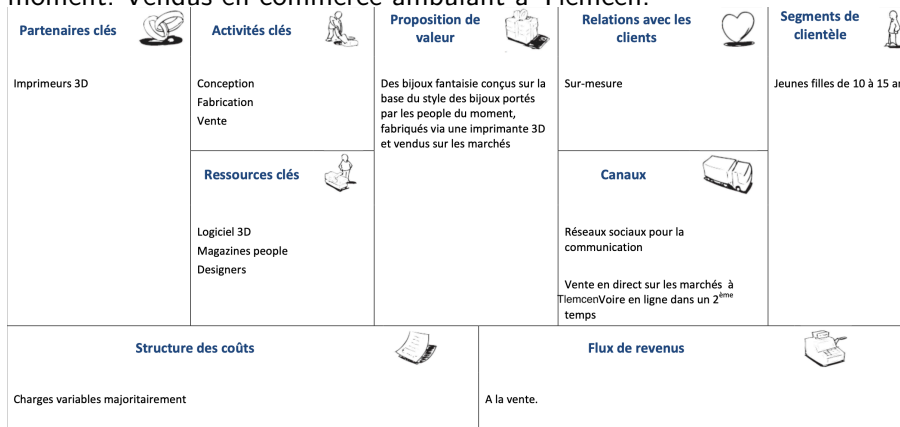 moment. Vendus en commerce ambulant à Tlemcen.
Partenaires clés
Imprimeurs 3D
Activités clés
Conception
Fabrication
Vente
Ressources clés
Logiciel 3D
Magazines people
Designers
Proposition de
valeur
Des bijoux fantaisie conçus sur la
base du style des bijoux portés
par les people du moment,
fabriqués via une imprimante 3D
et vendus sur les marchés
Relations avec les
clients
Sur-mesure
Canaux
Réseaux sociaux pour la
communication
Vente en direct sur les marchés à
TlemcenVoire en ligne dans un 2ème
temps
Segments de
clientèle
Jeunes filles de 10 à 15 an
Structure des coûts
Charges variables majoritairement
Flux de revenus
A la vente.